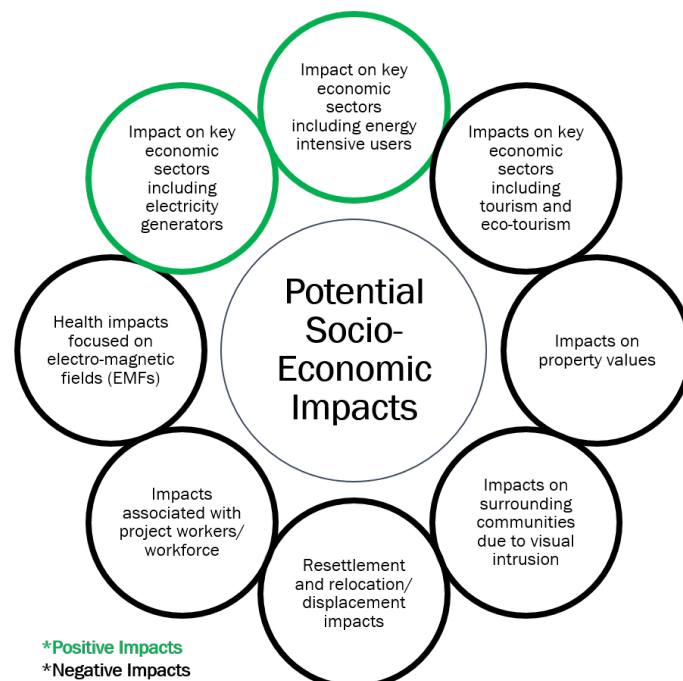 Impact on key
economic
sectors
including energy
intensive users
Impacts on key
economic
sectors
including
tourism and
eco-tourism
Impacts on
property values
Impacts on
surrounding
communities
due to visual
intrusion
Resettlement
and relocation/
displacement
impacts
Impacts
associated with
project workers/
workforce
Health impacts
focused on
electro-magnetic
fields (EMFs)
Impact on key
economic
sectors
including
electricity
generators
Potential
Socio-
Economic
Impacts
*Positive Impacts
*Negative Impacts